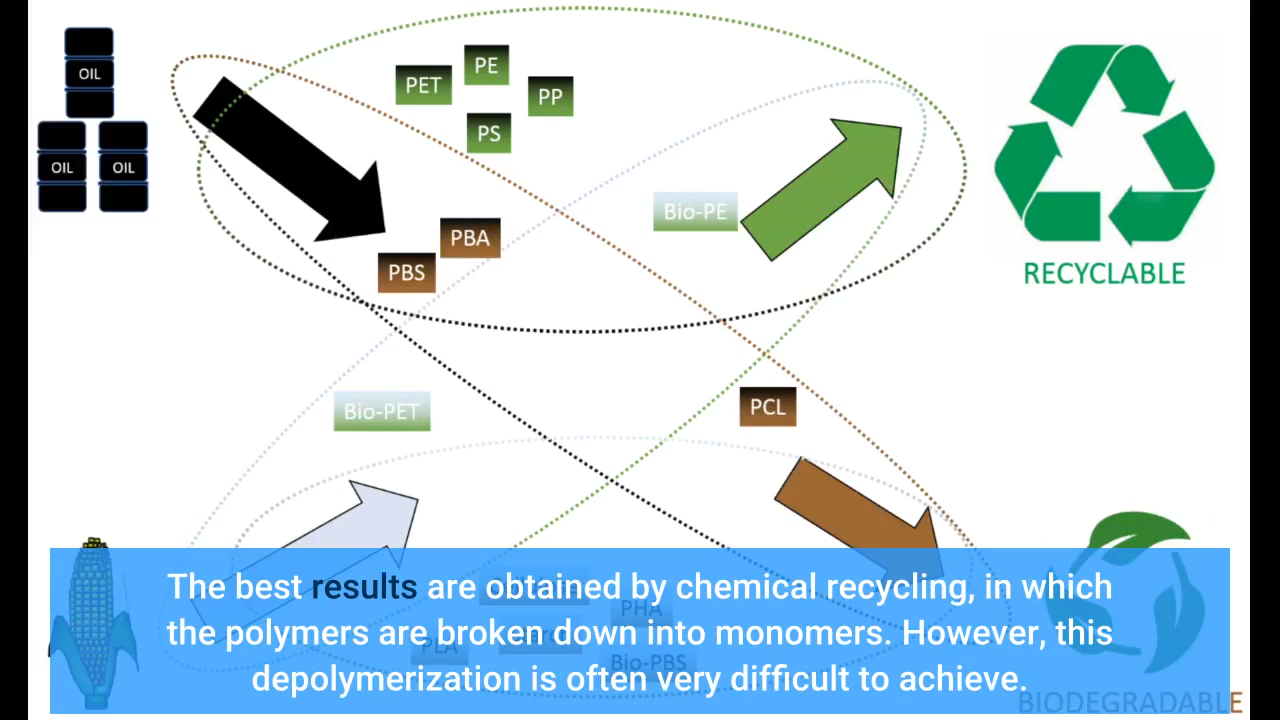 OIL
OIL OIL
PET
PE
PP
PS
PBA
PBS
Bio-PE
RECYCLABLE
Bio-PET
PCL
PHA
PLA
Bio-PBS
The best results are obtained by chemical recycling, in which
the polymers are broken down into monomers. However, this
depolymerization is often very difficult to achieve.
BIODEGRADABLE